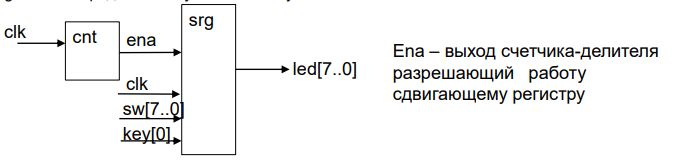 srg
clk
cnt
ena
led[7..0]
clk
sw[7..0]
key[0]
Ena – выход счетчика-делителя
разрешающий работу
сдвигающему регистру